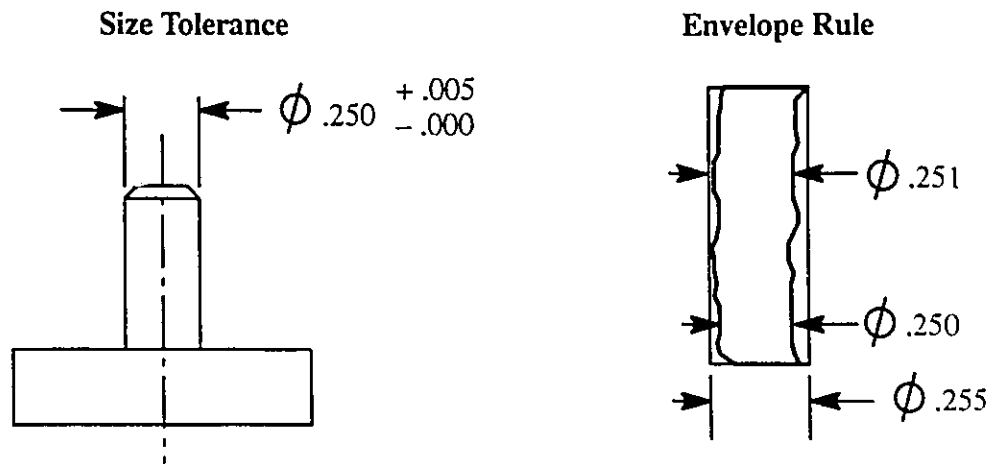 Size Tolerance
Envelope Rule
ϕ .250 + .005
– .000
ϕ .251
ϕ .250
ϕ .255